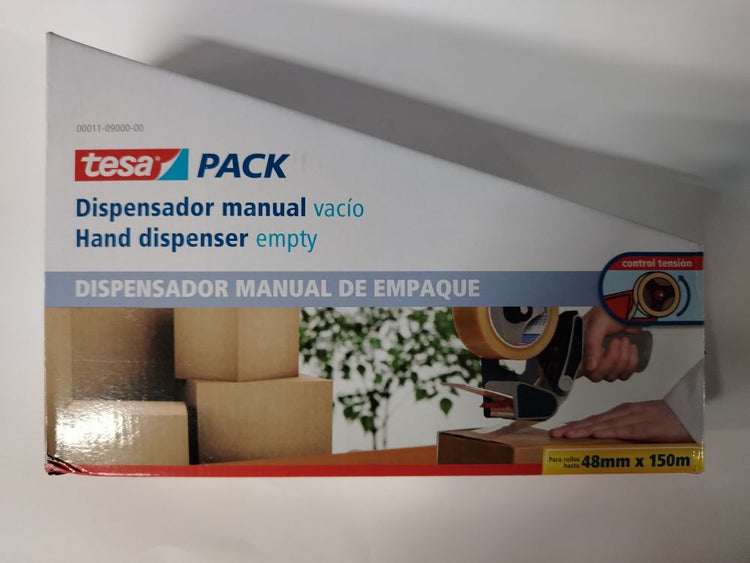 00011-09000-00
tesa PACK
Dispensador manual vacío
Hand dispenser empty
control tensión
DISPENSADOR MANUAL DE EMPAQUE
Para rollos
hasta 48mm x 150m